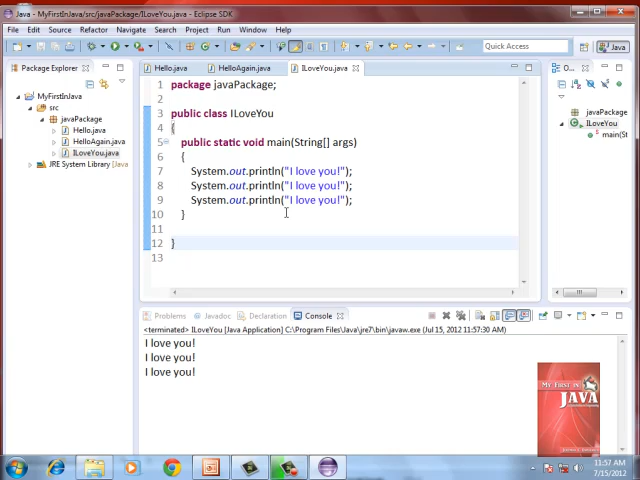 Java - MyFirstInJava/src/javaPackage/ILoveYou.java - Eclipse SDK
File Edit Source Refactor Navigate Search Project Run Window Help
Quick Access
Java
Package Explorer
Hello.java HelloAgain.java ILoveYou.java
O...
MyFirstInJava
src
javaPackage
Hello.java
HelloAgain.java
ILoveYou.java
JRE System Library [Java
1 package javaPackage;
2
3 public class ILoveYou
4 {
5 public static void main(String[] args)
6 {
7 System.out.println("I love you!");
8 System.out.println("I love you!");
9 System.out.println("I love you!");
10 }
11
12 }
13
javaPackage
ILoveYou
main(S
Problems Javadoc Declaration Console
<terminated> ILoveYou [Java Application] C:\Program Files\Java\jre7\bin\javaw.exe (Jul 15, 2012 11:57:30 AM)
I love you!
I love you!
I love you!
MY FIRST IN
JAVA
11:57 AM
7/15/2012